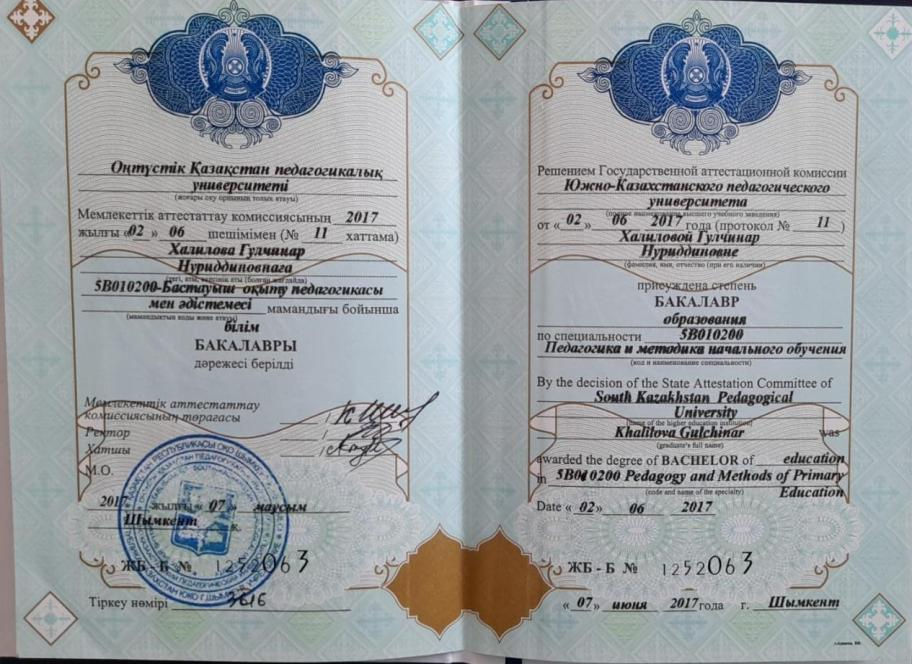 Оңтүстік Қазақстан педагогикалық
университеті
(жоғары оқу орнының толық атауы)
Мемлекеттік аттестаттау комиссиясының 2017
жылғы «02» 06 шешімімен (№ 11 хаттама)
Халилова Гулчинар
Нуриддиновнаға
(тегі, аты, әкесінің аты (болған жағдайда)
5В010200-Бастауыш оқыту педагогикасы
мен әдістемесі мамандығы бойынша
(мамандықтың коды және атауы)
білім
БАКАЛАВРЫ
дәрежесі берілді
Мемлекеттік аттестаттау
комиссиясының төрағасы
Ректор
Хатшы
М.О.
2017 жылғы «07» маусым
Шымкент қ.
ЖБ - Б № 1252063
Тіркеу нөмірі 3616
Решением Государственной аттестационной комиссии
Южно-Казахстанского педагогического
университета
(полное наименование высшего учебного заведения)
от «02» 06 2017 года (протокол № 11)
Халиловой Гулчинар
Нуриддиновне
(фамилия, имя, отчество (при его наличии)
присуждена степень
БАКАЛАВР
образования
по специальности 5В010200
Педагогика и методика начального обучения
(код и наименование специальности)
By the decision of the State Attestation Committee of
South Kazakhstan Pedagogical
University
(name of the higher education institution)
Khalilova Gulchinar was
(graduate's full name)
awarded the degree of BACHELOR of education
in 5B010200 Pedagogy and Methods of Primary
(code and name of the specialty)
Education
Date «02» 06 2017
ЖБ - Б № 1252063
«07» июня 2017 года г. Шымкент